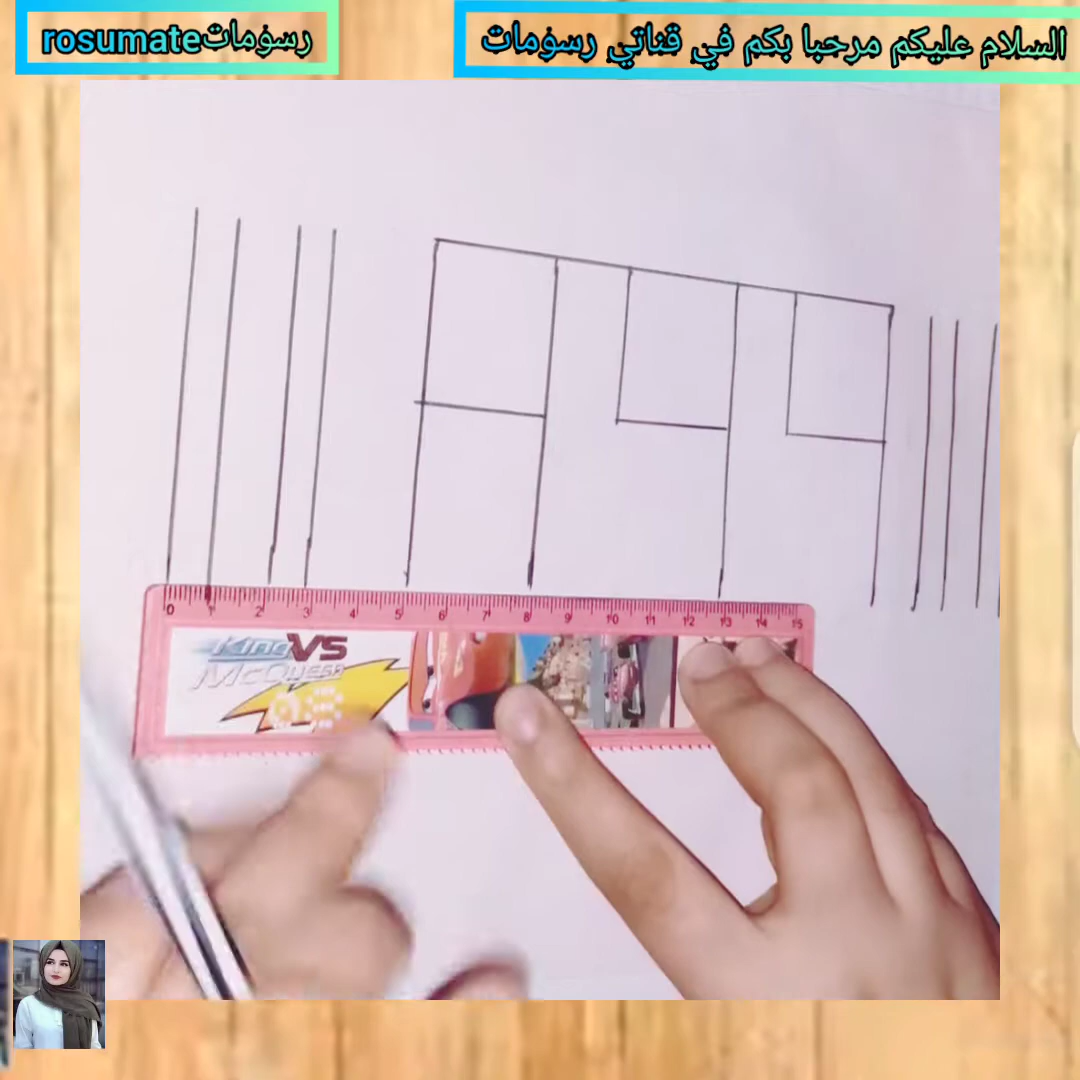 rosumateرسومات
السلام عليكم مرحبا بكم في قناتي رسومات
0 1 2 3 4 5 6 7 8 9 10 11 12 13 14 15
King VS
McQueen